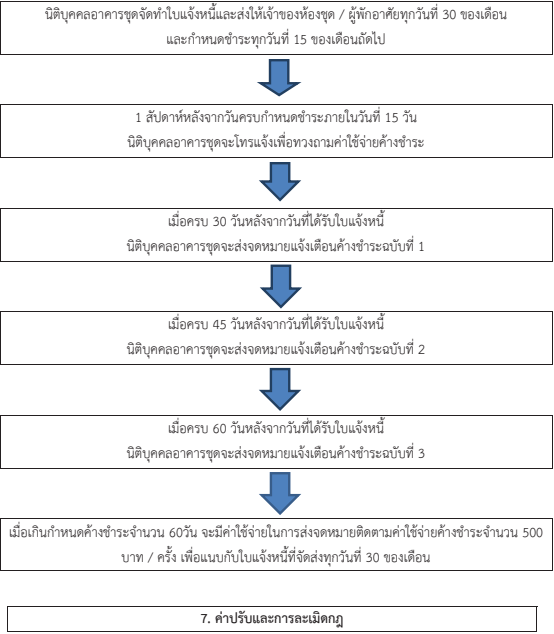 นิติบุคคลอาคารชุดจัดทำใบแจ้งหนี้และส่งให้เจ้าของห้องชุด / ผู้พักอาศัยทุกวันที่ 30 ของเดือน
และกำหนดชำระทุกวันที่ 15 ของเดือนถัดไป
1 สัปดาห์หลังจากวันครบกำหนดชำระภายในวันที่ 15 วัน
นิติบุคคลอาคารชุดจะโทรแจ้งเพื่อทวงถามค่าใช้จ่ายค้างชำระ
เมื่อครบ 30 วันหลังจากวันที่ได้รับใบแจ้งหนี้
นิติบุคคลอาคารชุดจะส่งจดหมายแจ้งเตือนค้างชำระฉบับที่ 1
เมื่อครบ 45 วันหลังจากวันที่ได้รับใบแจ้งหนี้
นิติบุคคลอาคารชุดจะส่งจดหมายแจ้งเตือนค้างชำระฉบับที่ 2
เมื่อครบ 60 วันหลังจากวันที่ได้รับใบแจ้งหนี้
นิติบุคคลอาคารชุดจะส่งจดหมายแจ้งเตือนค้างชำระฉบับที่ 3
เมื่อเกินกำหนดค้างชำระจำนวน 60วัน จะมีค่าใช้จ่ายในการส่งจดหมายติดตามค่าใช้จ่ายค้างชำระจำนวน 500
บาท / ครั้ง เพื่อแนบกับใบแจ้งหนี้ที่จัดส่งทุกวันที่ 30 ของเดือน
7. ค่าปรับและการละเมิดกฎ